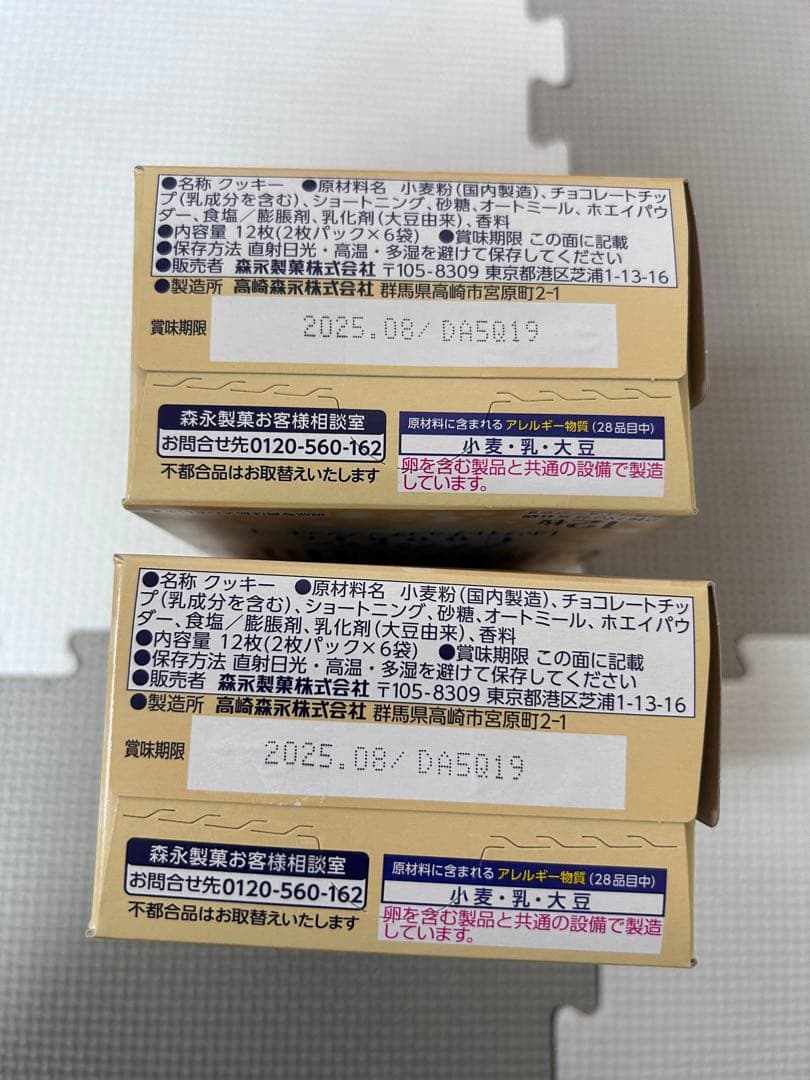 ●名称 クッキー ●原材料名 小麦粉(国内製造)、チョコレートチッ
プ(乳成分を含む)、ショートニング、砂糖、オートミール、ホエイパウ
ダー、食塩/膨脹剤、乳化剤(大豆由来)、香料
●内容量 12枚(2枚パック×6袋) ●賞味期限 この面に記載
●保存方法 直射日光・高温・多湿を避けて保存してください
●販売者 森永製菓株式会社 〒105-8309 東京都港区芝浦1-13-16
●製造所 高崎森永株式会社 群馬県高崎市宮原町2-1
賞味期限 2025.08/ DA5Q19
森永製菓お客様相談室
お問合せ先0120-560-162
不都合品はお取替えいたします
原材料に含まれる アレルギー物質(28品目中)
小麦・乳・大豆
卵を含む製品と共通の設備で製造
しています。
●名称 クッキー ●原材料名 小麦粉(国内製造)、チョコレートチッ
プ(乳成分を含む)、ショートニング、砂糖、オートミール、ホエイパウ
ダー、食塩/膨脹剤、乳化剤(大豆由来)、香料
●内容量 12枚(2枚パック×6袋) ●賞味期限 この面に記載
●保存方法 直射日光・高温・多湿を避けて保存してください
●販売者 森永製菓株式会社 〒105-8309 東京都港区芝浦1-13-16
●製造所 高崎森永株式会社 群馬県高崎市宮原町2-1
賞味期限 2025.08/ DA5Q19
森永製菓お客様相談室
お問合せ先0120-560-162
不都合品はお取替えいたします
原材料に含まれる アレルギー物質(28品目中)
小麦・乳・大豆
卵を含む製品と共通の設備で製造
しています。